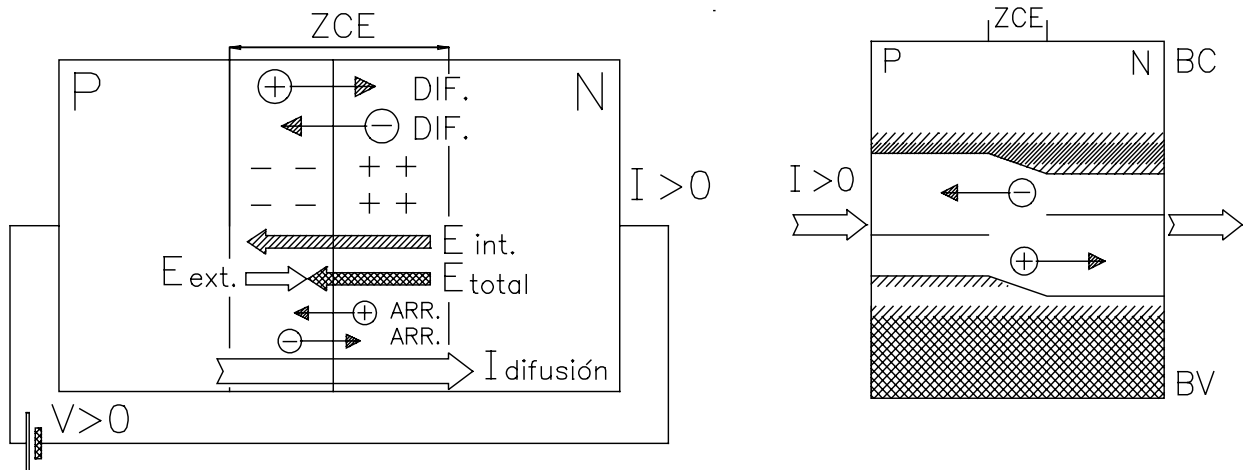 ZCE
P
N
+ DIF.
− DIF.
− − + +
− − + +
I >0
E int.
E ext.
E total
+ ARR.
− ARR.
I difusión
V>0
ZCE
P
N
BC
I >0
−
+
BV